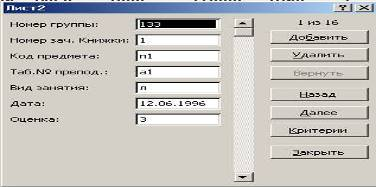 Лист2
Номер группы: 133
1 из 16
Номер зач. Книжки: 1
Добавить
Код предмета: п1
Удалить
Таб.№ препод.: а1
Вернуть
Вид занятия: л
Назад
Дата: 12.06.1996
Далее
Оценка: 3
Критерии
Закрыть